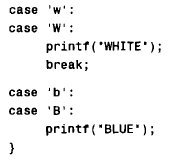 case 'w':
case 'W':
printf("WHITE");
break;
case 'b':
case 'B':
printf("BLUE");
}